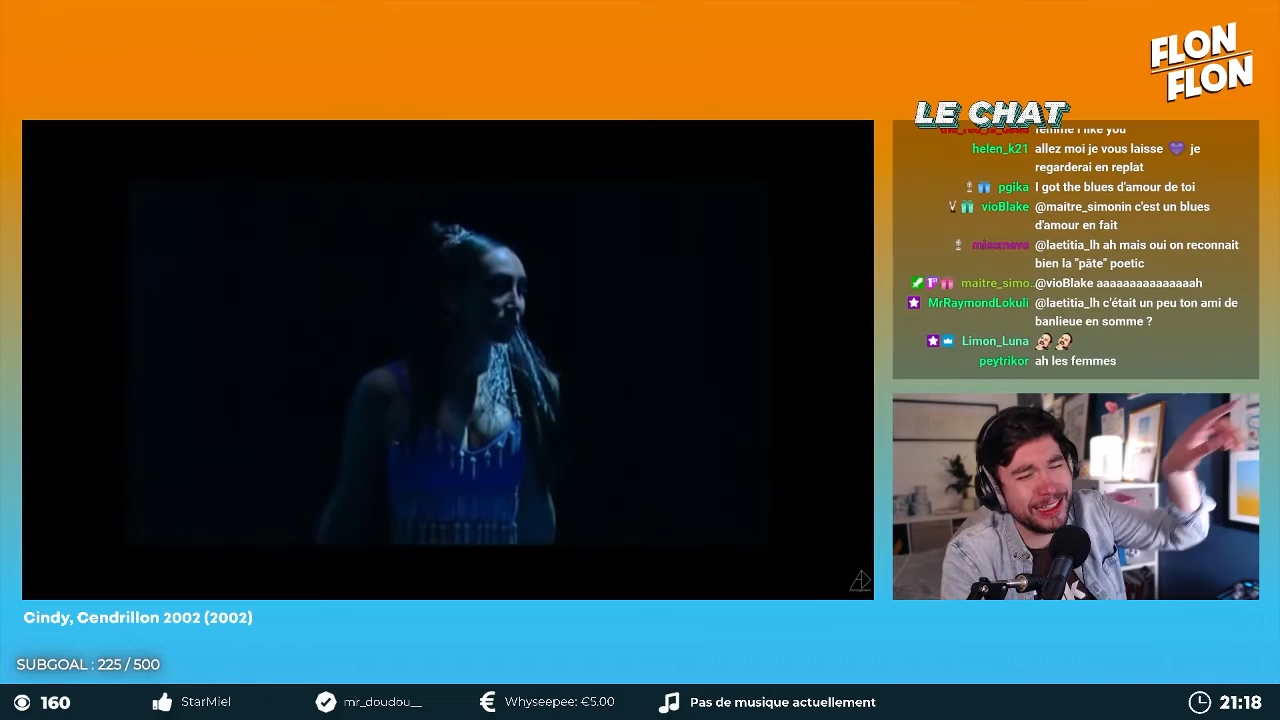 FLON
FLON
LE CHAT
femme i like you
helen_k21 allez moi je vous laisse 💜 je
regarderai en replat
pgika I got the blues d'amour de toi
vioBlake @maitre_simonin c'est un blues
d'amour en fait
@laetitia_lh ah mais oui on reconnait
bien la "pâte" poetic
maitre_simo.. @vioBlake aaaaaaaaaaaaaaah
MrRaymondLokuli @laetitia_lh c'était un peu ton ami de
banlieue en somme ?
Limon_Luna
peytrikor ah les femmes
Cindy, Cendrillon 2002 (2002)
SUBGOAL : 225 / 500
160 StarMiel mr_doudou__ € Whyseepee: €5.00 Pas de musique actuellement 21:18